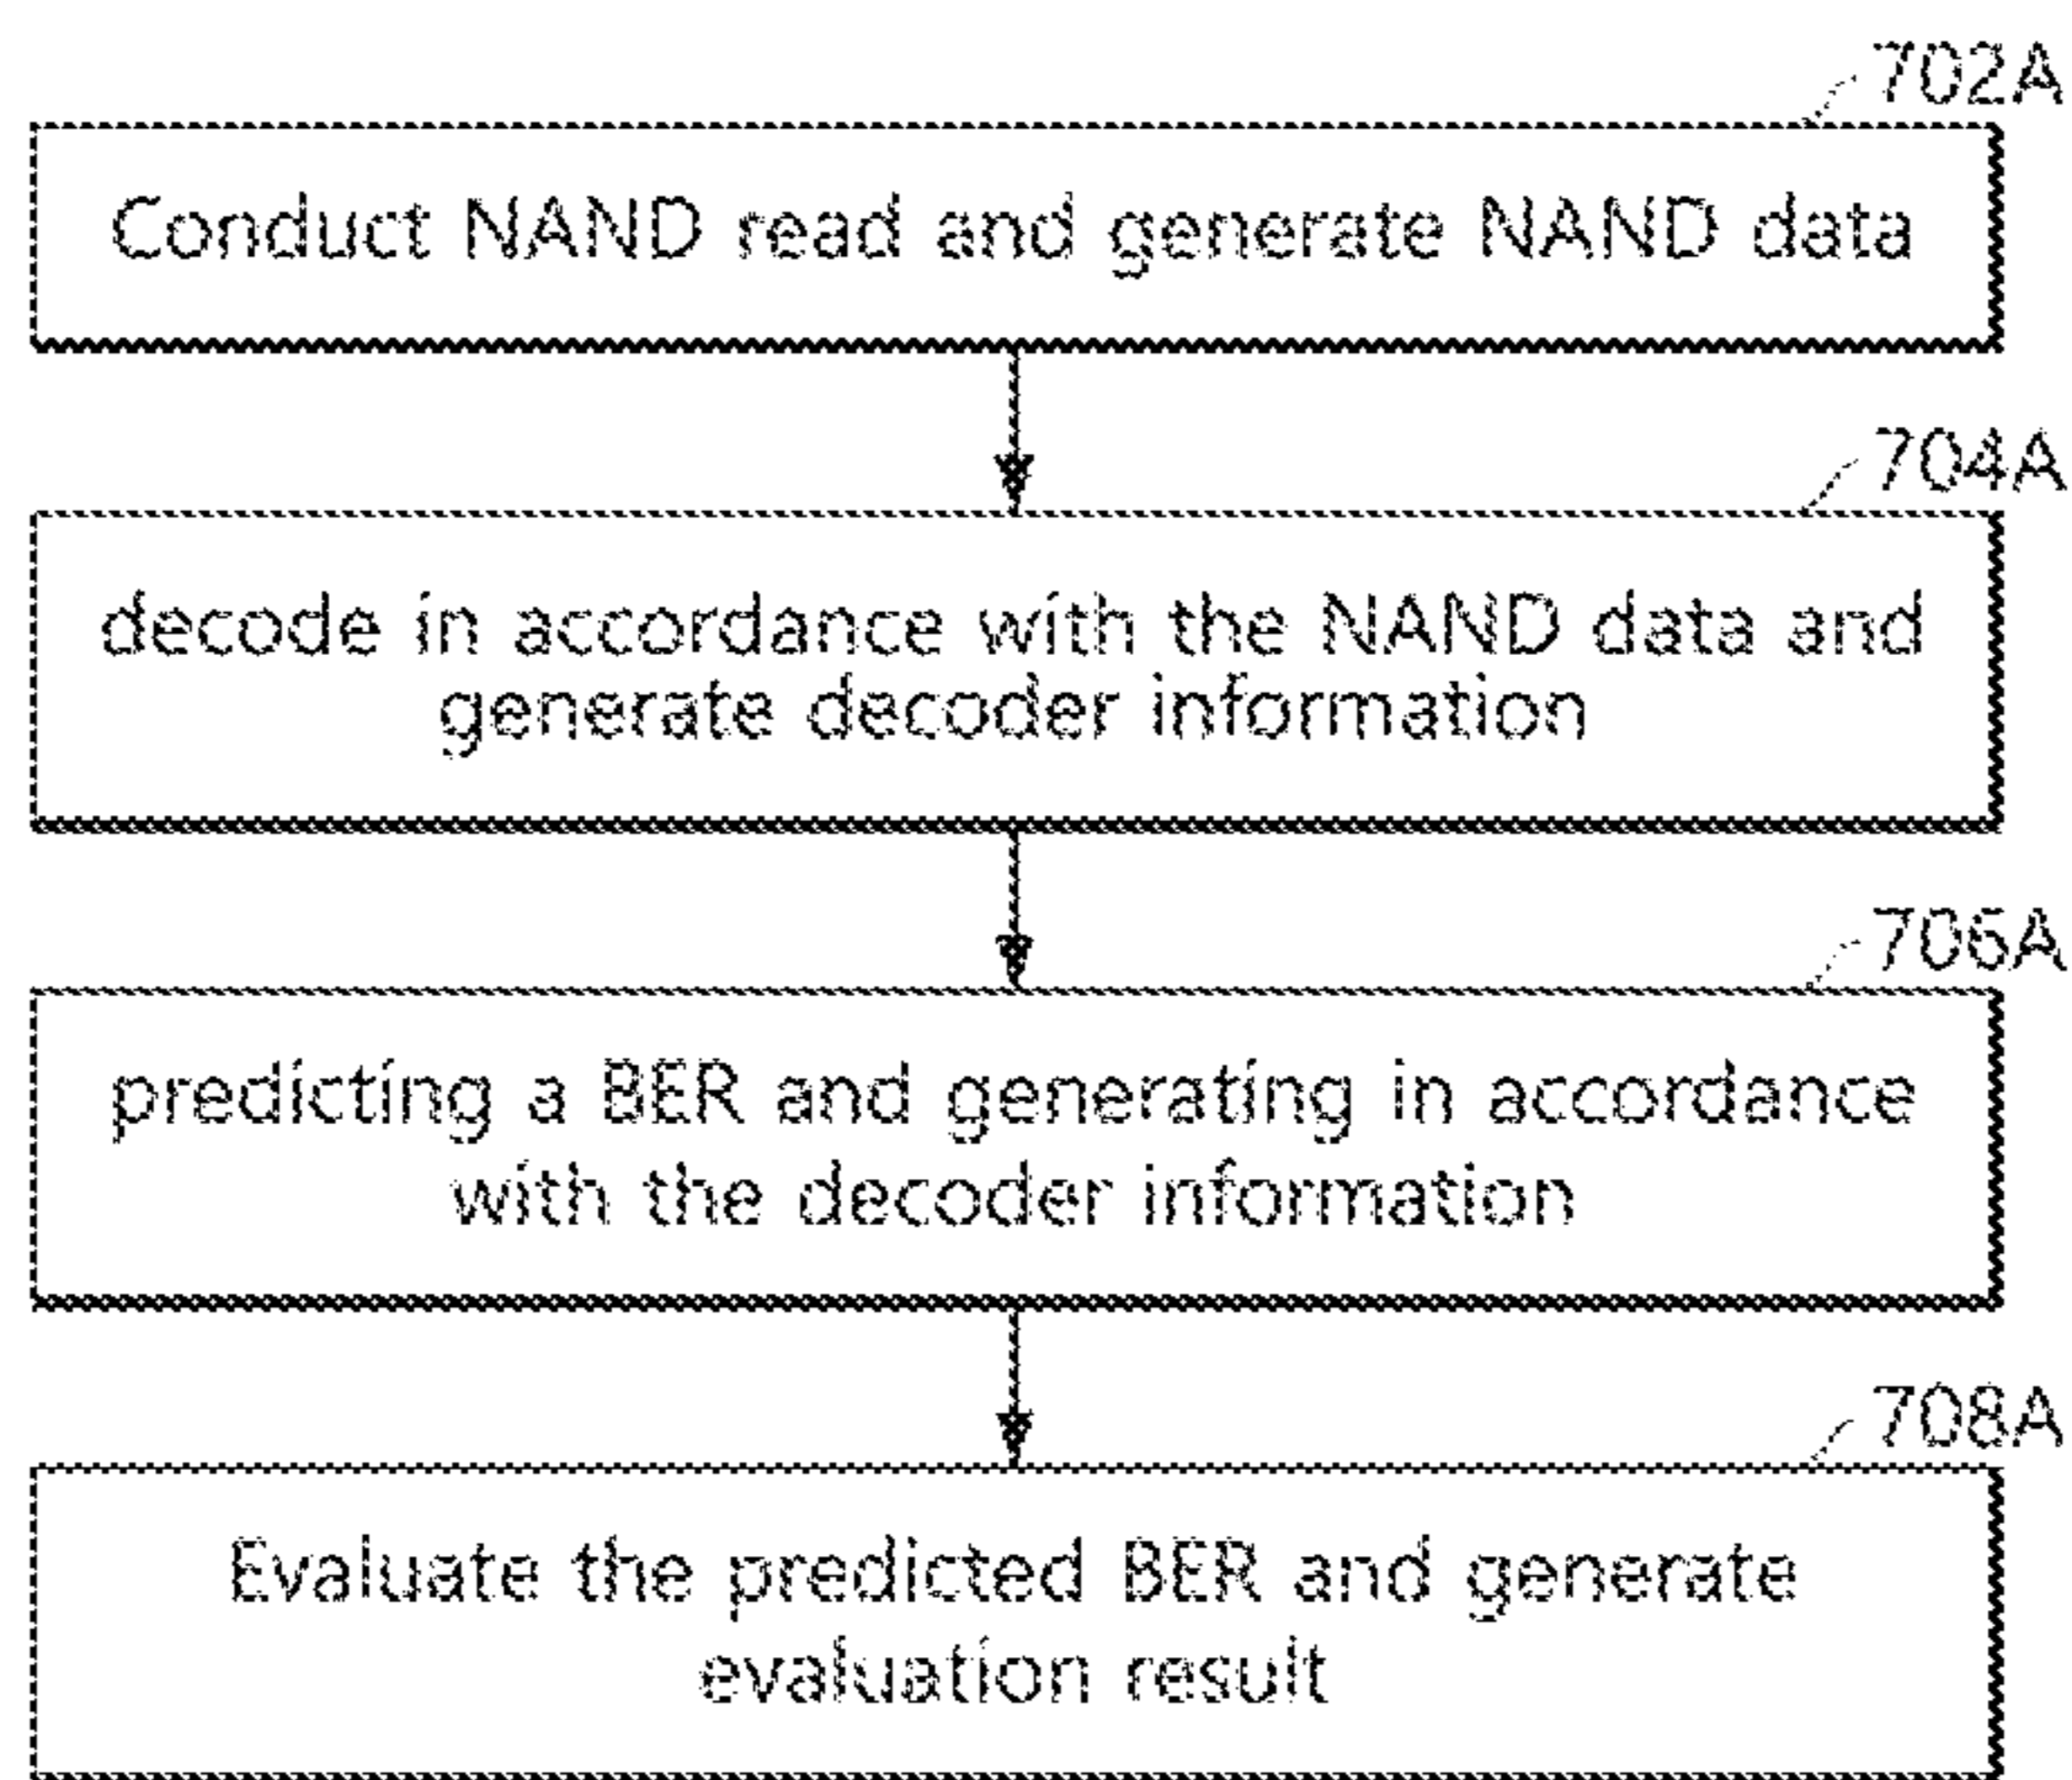 702A
Conduct NAND read and generate NAND data
704A
decode in accordance with the NAND data and
generate decoder information
706A
predicting a BER and generating in accordance
with the decoder information
708A
Evaluate the predicted BER and generate
evaluation result